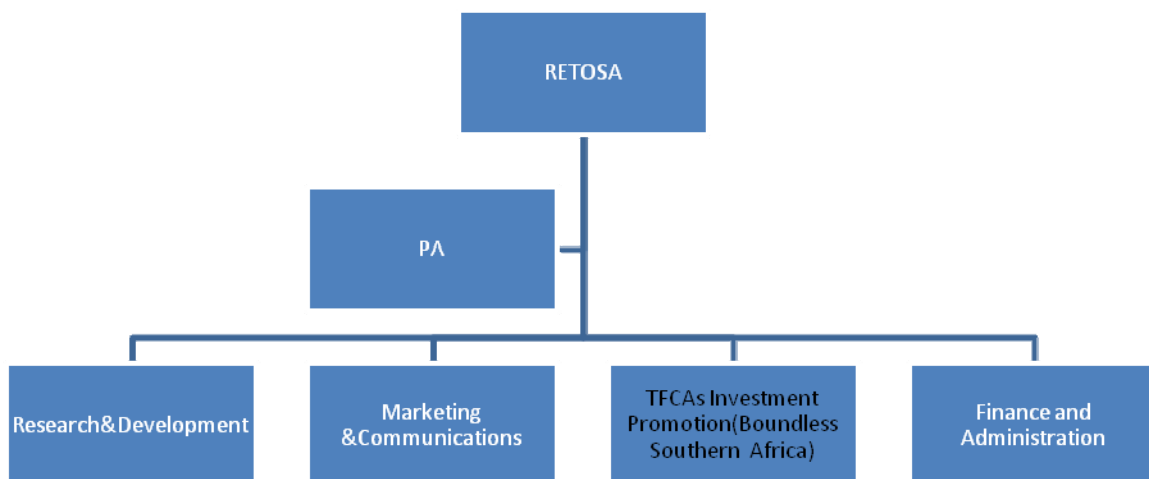 RETOSA
PA
Research&Development
Marketing
&Communications
TFCAs Investment
Promotion(Boundless
Southern Africa)
Finance and
Administration